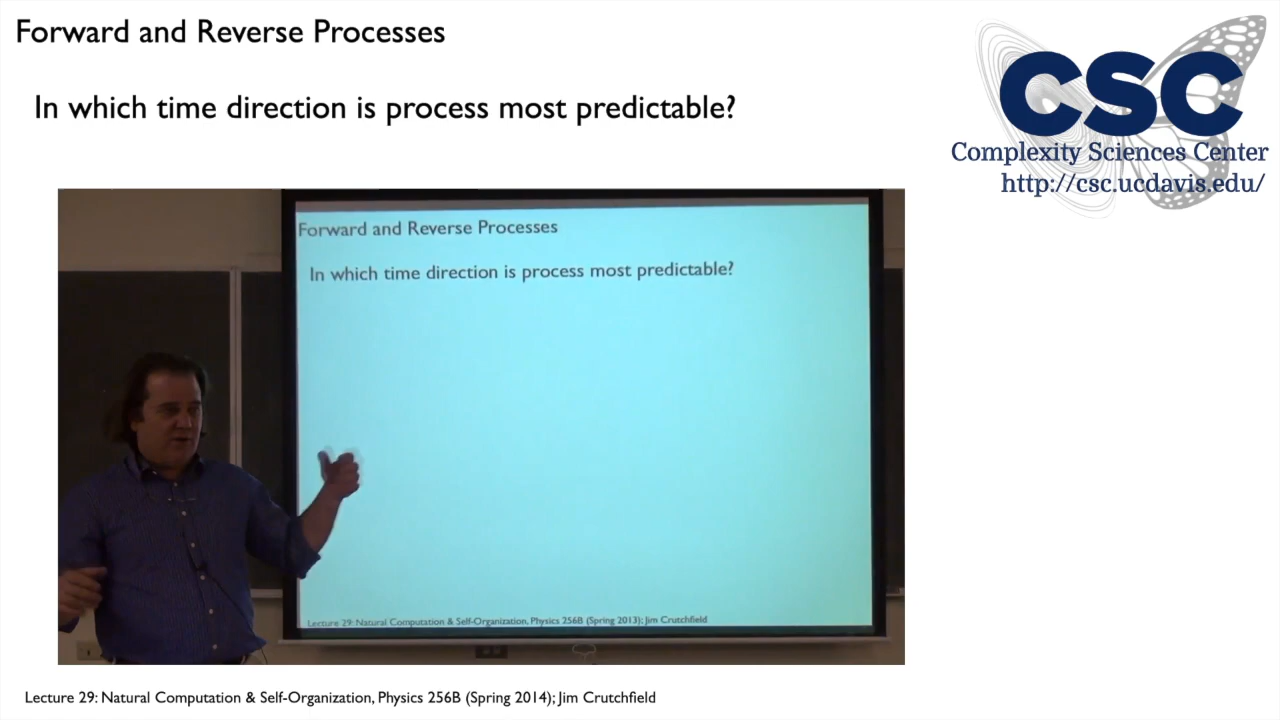 Forward and Reverse Processes
In which time direction is process most predictable?
CSC
Complexity Sciences Center
http://csc.ucdavis.edu/
Forward and Reverse Processes
In which time direction is process most predictable?
Lecture 29: Natural Computation & Self-Organization, Physics 256B (Spring 2013); Jim Crutchfield
Lecture 29: Natural Computation & Self-Organization, Physics 256B (Spring 2014); Jim Crutchfield